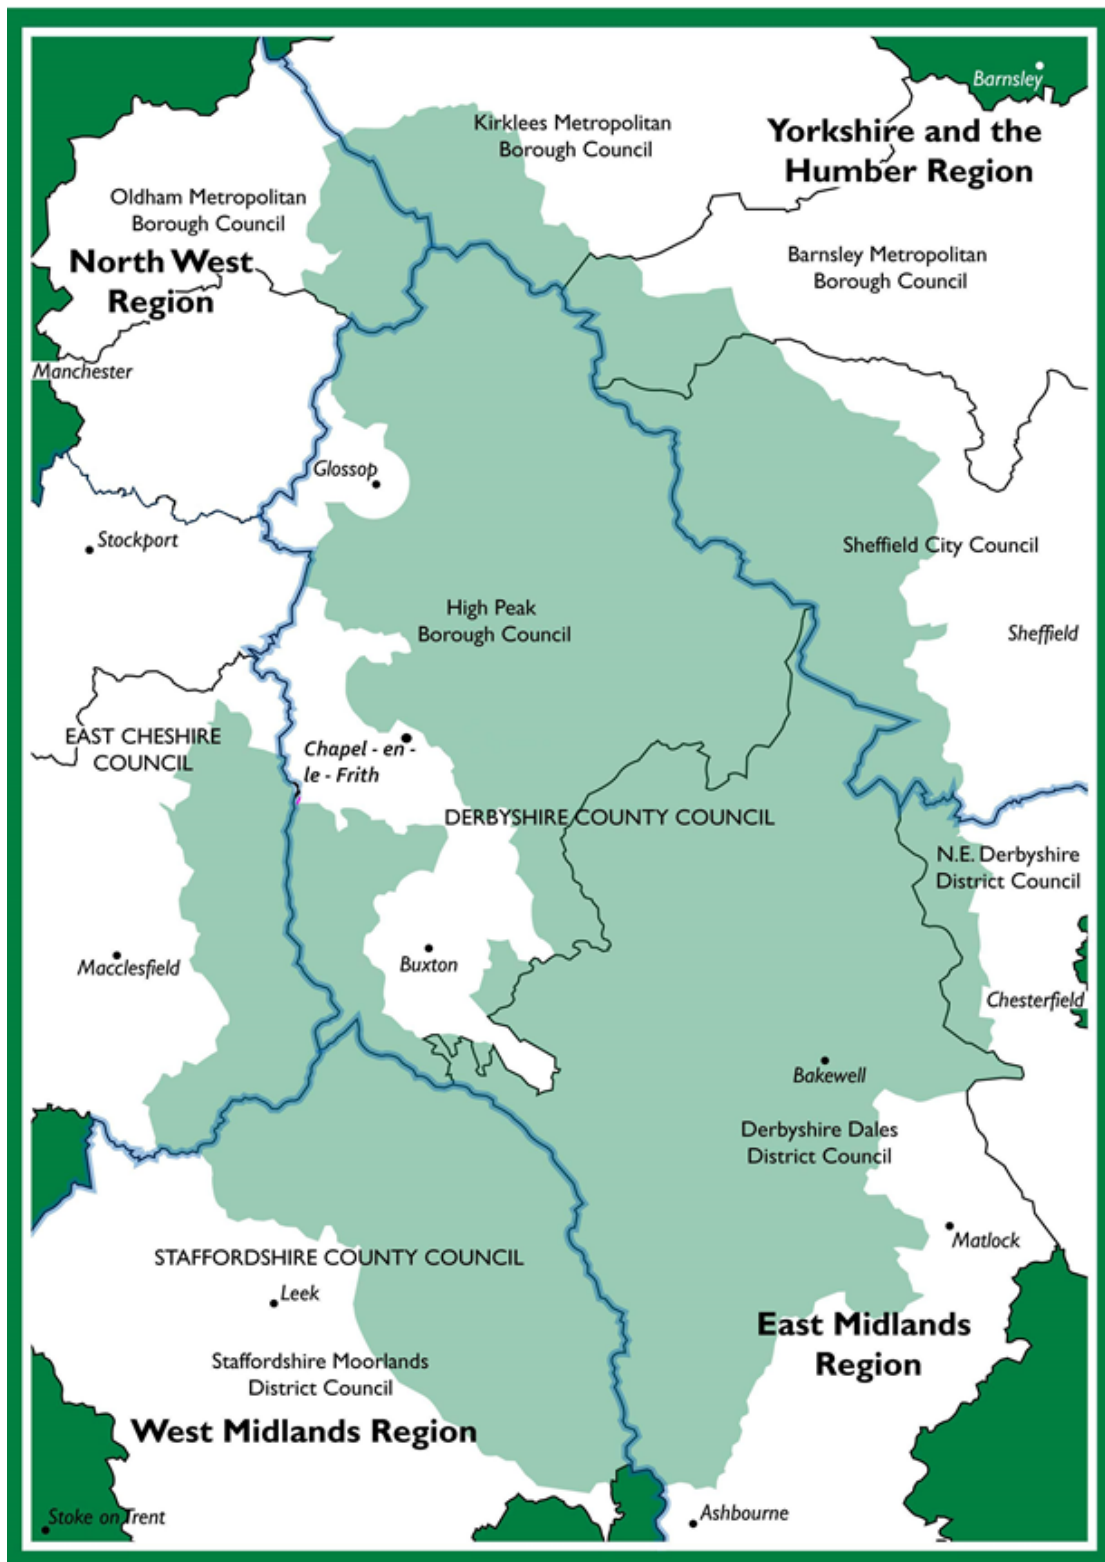 Barnsley
Kirklees Metropolitan
Borough Council
Yorkshire and the
Humber Region
Oldham Metropolitan
Borough Council
North West
Region
Barnsley Metropolitan
Borough Council
Manchester
Glossop
Stockport
Sheffield City Council
High Peak
Borough Council
Sheffield
EAST CHESHIRE
COUNCIL
Chapel - en -
le - Frith
DERBYSHIRE COUNTY COUNCIL
N.E. Derbyshire
District Council
Macclesfield
Buxton
Chesterfield
Bakewell
Derbyshire Dales
District Council
Matlock
STAFFORDSHIRE COUNTY COUNCIL
Leek
East Midlands
Region
Staffordshire Moorlands
District Council
West Midlands Region
Stoke on Trent
Ashbourne